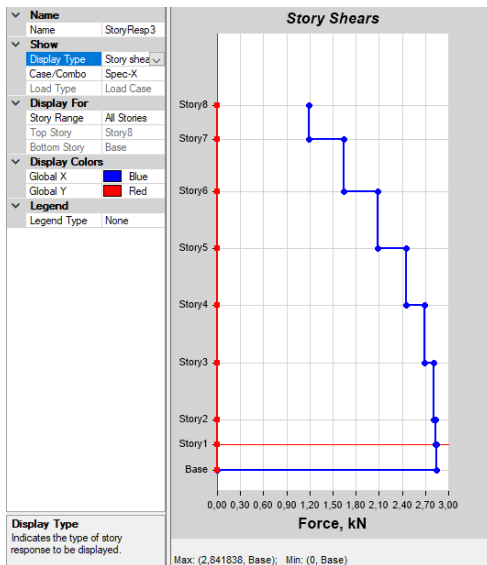 Name
Name StoryResp3
Show
Display Type Story shea
Case/Combo Spec-X
Load Type Load Case
Display For
Story Range All Stories
Top Story Story8
Bottom Story Base
Display Colors
Global X Blue
Global Y Red
Legend
Legend Type None
Display Type
Indicates the type of story
response to be displayed.
Story Shears
Story8
Story7
Story6
Story5
Story4
Story3
Story2
Story1
Base
0,00 0,30 0,60 0,90 1,20 1,50 1,80 2,10 2,40 2,70 3,00
Force, kN
Max: (2,841838, Base); Min: (0, Base)